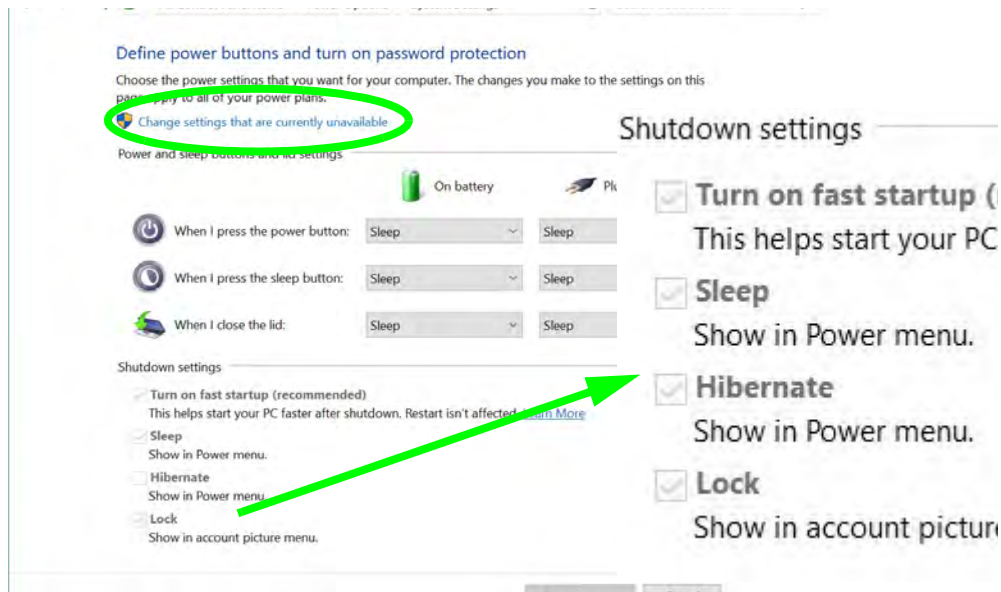 Define power buttons and turn on password protection
Choose the power settings that you want for your computer. The changes you make to the settings on this
page apply to all of your power plans.
Change settings that are currently unavailable
Power and sleep buttons and lid settings
On battery
When I press the power button: Sleep Sleep
When I press the sleep button: Sleep Sleep
When I close the lid: Sleep Sleep
Shutdown settings
Turn on fast startup (recommended)
This helps start your PC faster after shutdown. Restart isn't affected. Learn More
Sleep
Show in Power menu.
Hibernate
Show in Power menu.
Lock
Show in account picture menu.
Shutdown settings
Turn on fast startup (
This helps start your PC
Sleep
Show in Power menu.
Hibernate
Show in Power menu.
Lock
Show in account picture